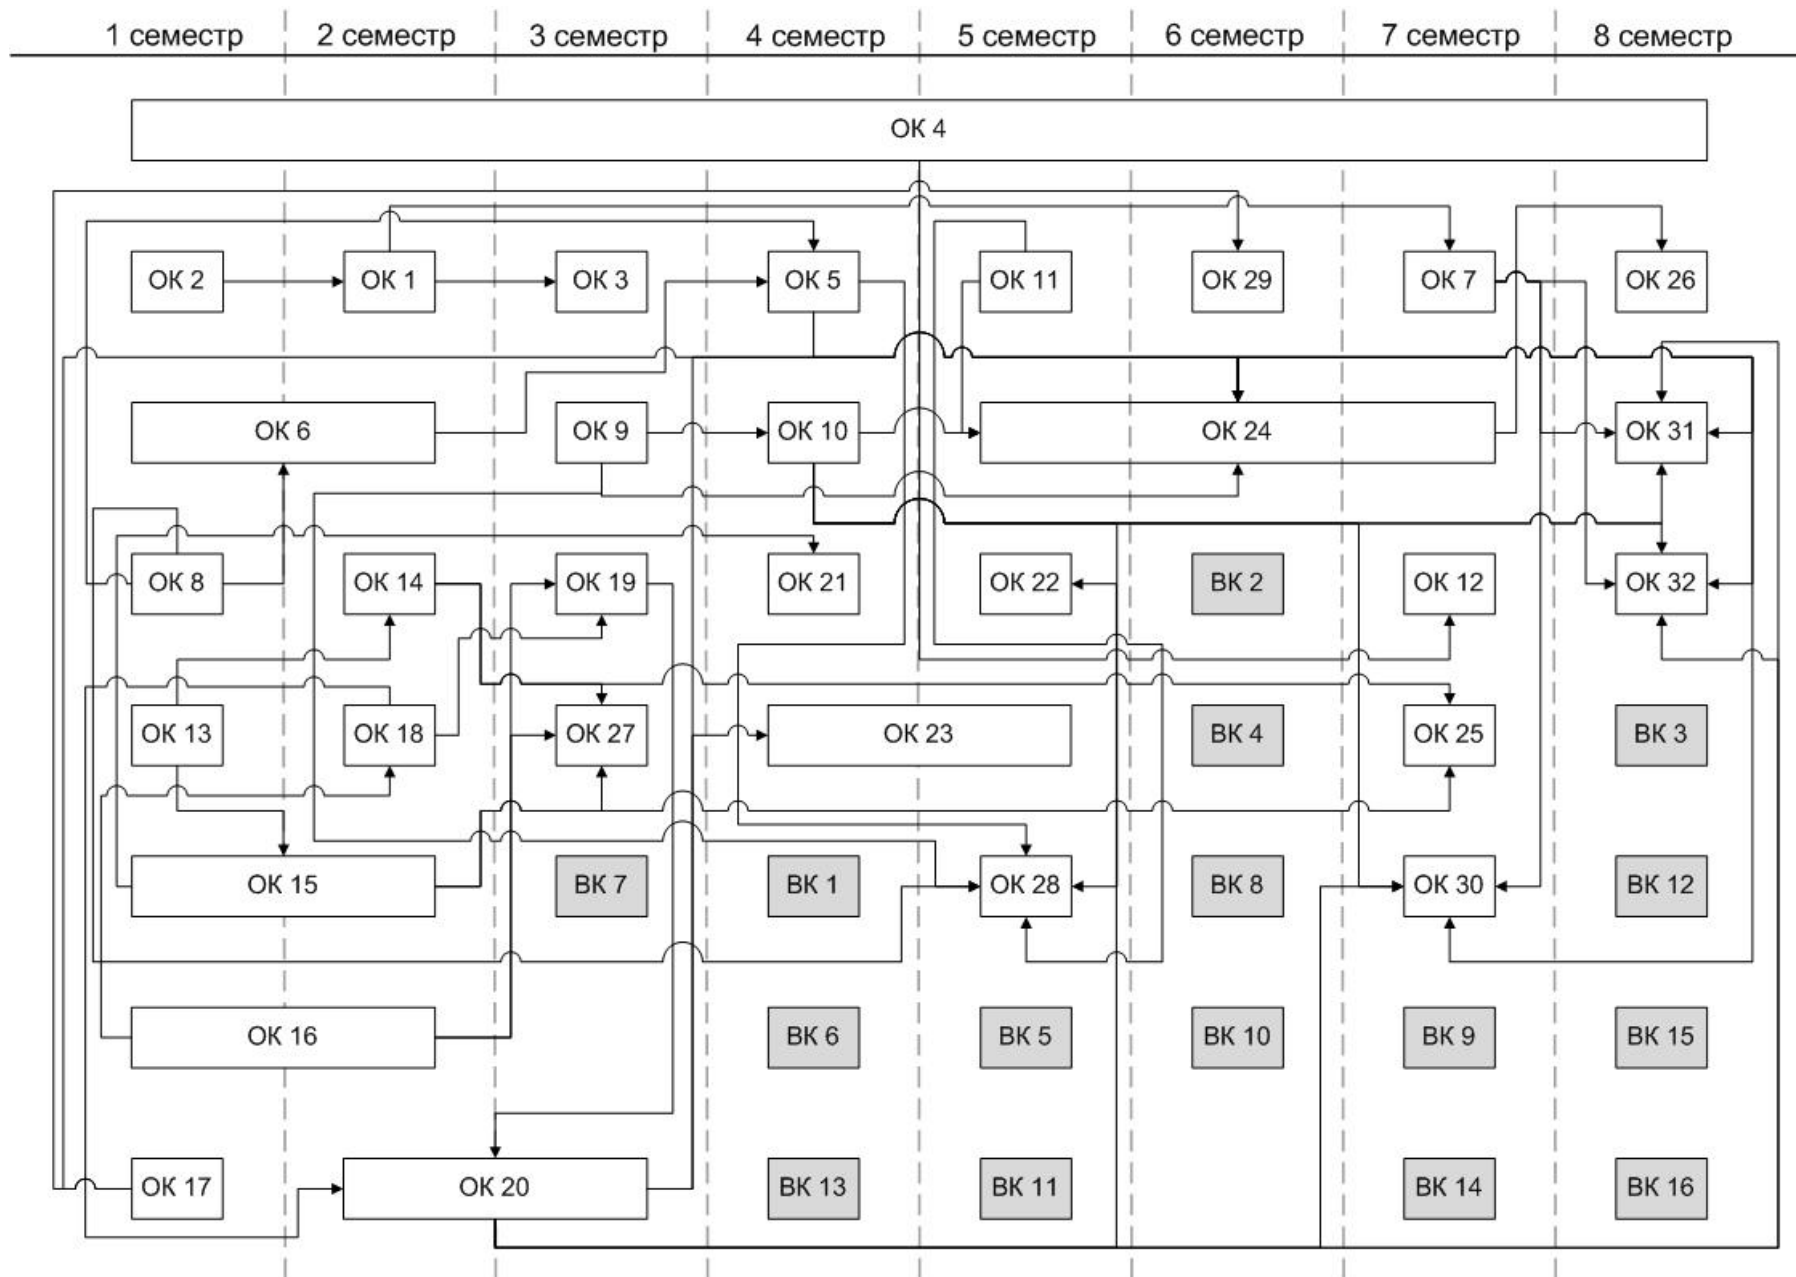 1 семестр 2 семестр 3 семестр 4 семестр 5 семестр 6 семестр 7 семестр 8 семестр
ОК 4
ОК 2 ОК 1 ОК 3 ОК 5 ОК 11 ОК 29 ОК 7 ОК 26
ОК 6 ОК 9 ОК 10 ОК 24 ОК 31
ОК 8 ОК 14 ОК 19 ОК 21 ОК 22 ВК 2 ОК 12 ОК 32
ОК 13 ОК 18 ОК 27 ОК 23 ВК 4 ОК 25 ВК 3
ОК 15 ВК 7 ВК 1 ОК 28 ВК 8 ОК 30 ВК 12
ОК 16 ВК 6 ВК 5 ВК 10 ВК 9 ВК 15
ОК 17 ОК 20 ВК 13 ВК 11 ВК 14 ВК 16